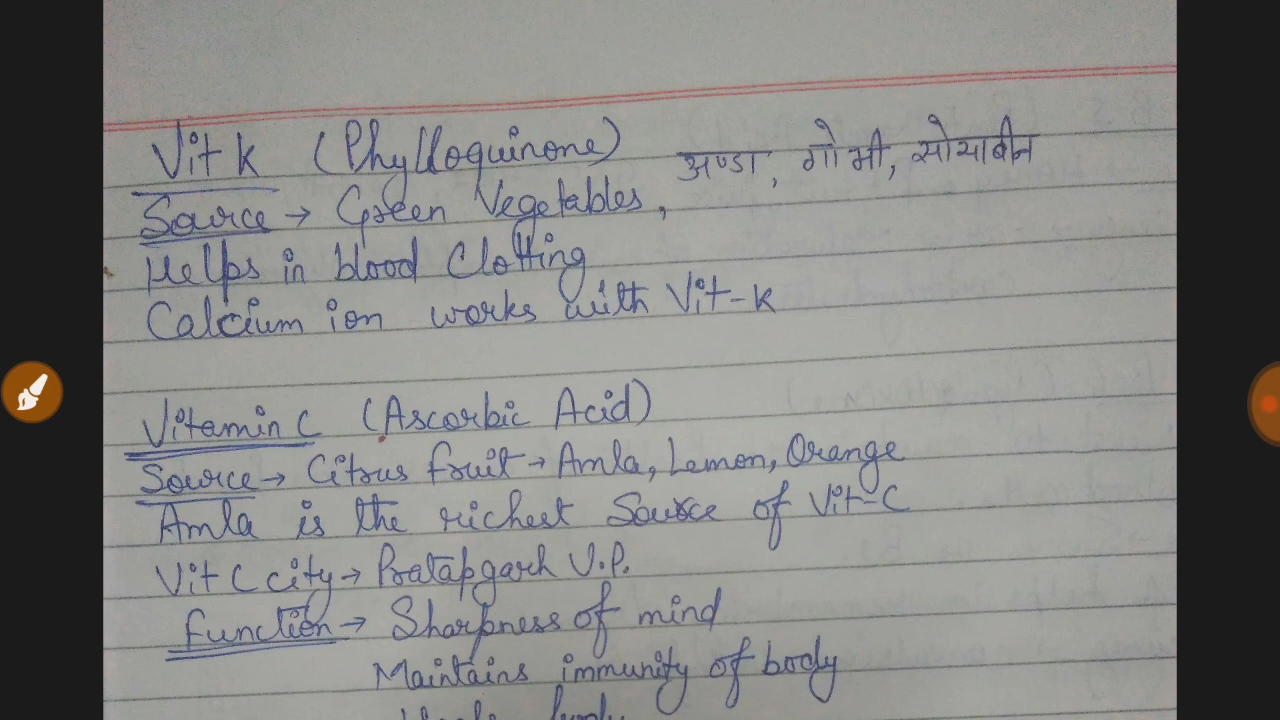 Vit K (Phylloquinone) अण्डा, गोभी, सोयाबीन
Source → Green Vegetables,
Helps in blood Clotting
Calcium ion works with Vit-K
Vitamin C (Ascorbic Acid)
Source → Citrus fruit → Amla, Lemon, Orange
Amla is the richest Source of Vit-C
Vit C city → Pratapgarh U.P.
Function → Sharpness of mind
Maintains immunity of body